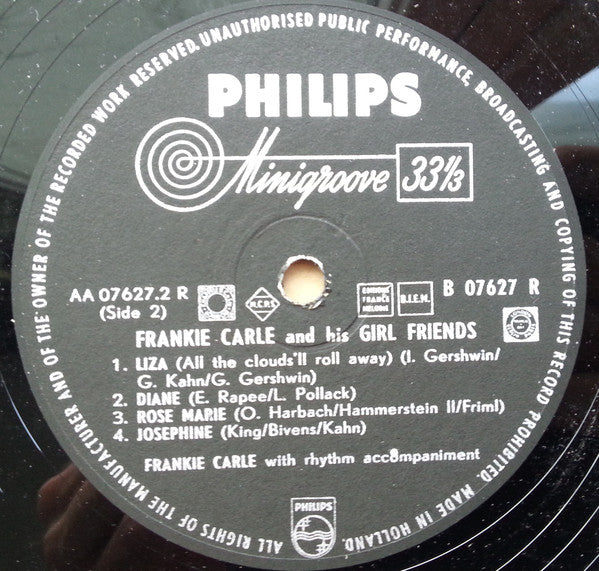 ALL RIGHTS OF THE MANUFACTURER AND OF THE OWNER OF THE RECORDED WORK RESERVED. UNAUTHORISED PUBLIC PERFORMANCE, BROADCASTING AND COPYING OF THIS RECORD PROHIBITED. MADE IN HOLLAND.
PHILIPS
Minigroove 33 1/3
AA 07627.2 R M.C.P.S. B.I.E.M. B 07627 R
(Side 2)
FRANKIE CARLE and his GIRL FRIENDS
1. LIZA (All the clouds'll roll away) (I. Gershwin/
G. Kahn/G. Gershwin)
2. DIANE (E. Rapee/L. Pollack)
3. ROSE MARIE (O. Harbach/Hammerstein II/Friml)
4. JOSEPHINE (King/Bivens/Kahn)
FRANKIE CARLE with rhythm acc8mpaniment
PHILIPS